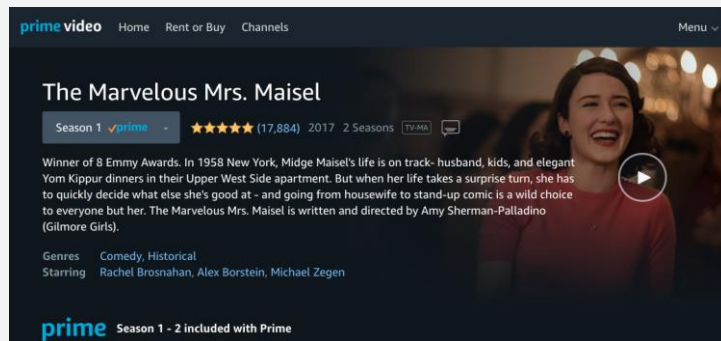 prime video Home Rent or Buy Channels Menu
The Marvelous Mrs. Maisel
Season 1 prime (17,884) 2017 2 Seasons TV-MA
Winner of 8 Emmy Awards. In 1958 New York, Midge Maisel's life is on track- husband, kids, and elegant
Yom Kippur dinners in their Upper West Side apartment. But when her life takes a surprise turn, she has
to quickly decide what else she's good at - and going from housewife to stand-up comic is a wild choice
to everyone but her. The Marvelous Mrs. Maisel is written and directed by Amy Sherman-Palladino
(Gilmore Girls).
Genres Comedy, Historical
Starring Rachel Brosnahan, Alex Borstein, Michael Zegen
prime Season 1 - 2 included with Prime